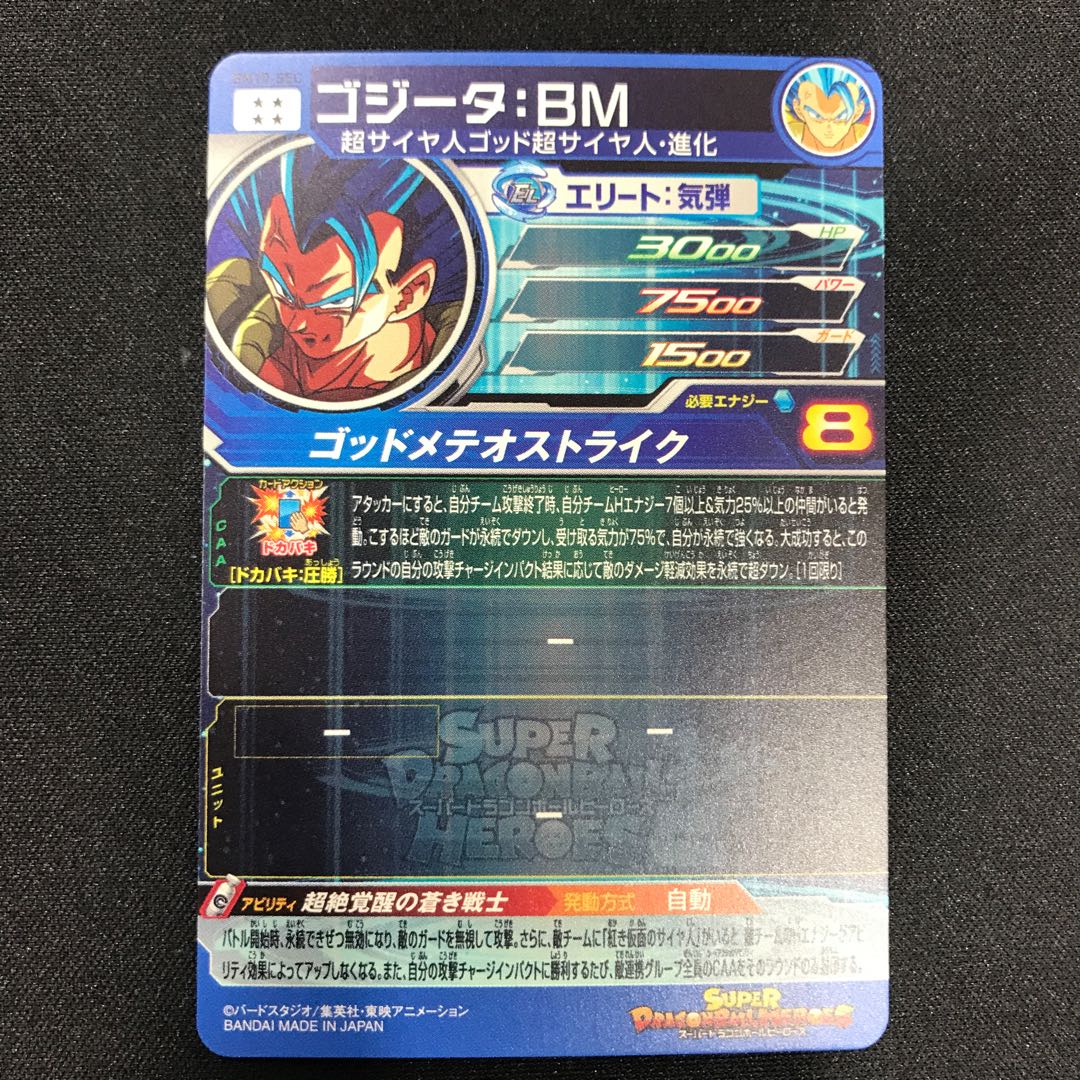 ゴジータ:BM
超サイヤ人ゴッド超サイヤ人・進化
EL
エリート:気弾
HP
3000
パワー
7500
ガード
1500
必要エナジー
8
ゴッドメテオストライク
CAA
カードアクション
ドカバキ
[ドカバキ:圧勝]
アタッカーにすると、自分チーム攻撃終了時、自分チームHエナジー7個以上&気力25%以上の仲間がいると発
動。こするほど敵のガードが永続でダウンし、受け取る気力が75%で、自分が永続で強くなる。大成功すると、この
ラウンドの自分の攻撃チャージインパクト結果に応じて敵のダメージ軽減効果を永続で超ダウン。[1回限り]
ー
ユニット
ー
ー
ー
SUPER
DRAGONBALL
スーパードラゴンボールヒーローズ
HEROES
アビリティ 超絶覚醒の蒼き戦士 発動方式 自動
バトル開始時、永続できぜつ無効になり、敵のガードを無視して攻撃。さらに、敵チームに「紅き仮面のサイヤ人」がいると
リティ効果によってアップしなくなる。また、自分の攻撃チャージインパクトに勝利するたび、敵連携グループ全員のCAAをそのラウンドのみ
©バードスタジオ/集英社・東映アニメーション
BANDAI MADE IN JAPAN
SUPER
DRAGONBALL HEROES
スーパードラゴンボールヒーローズ